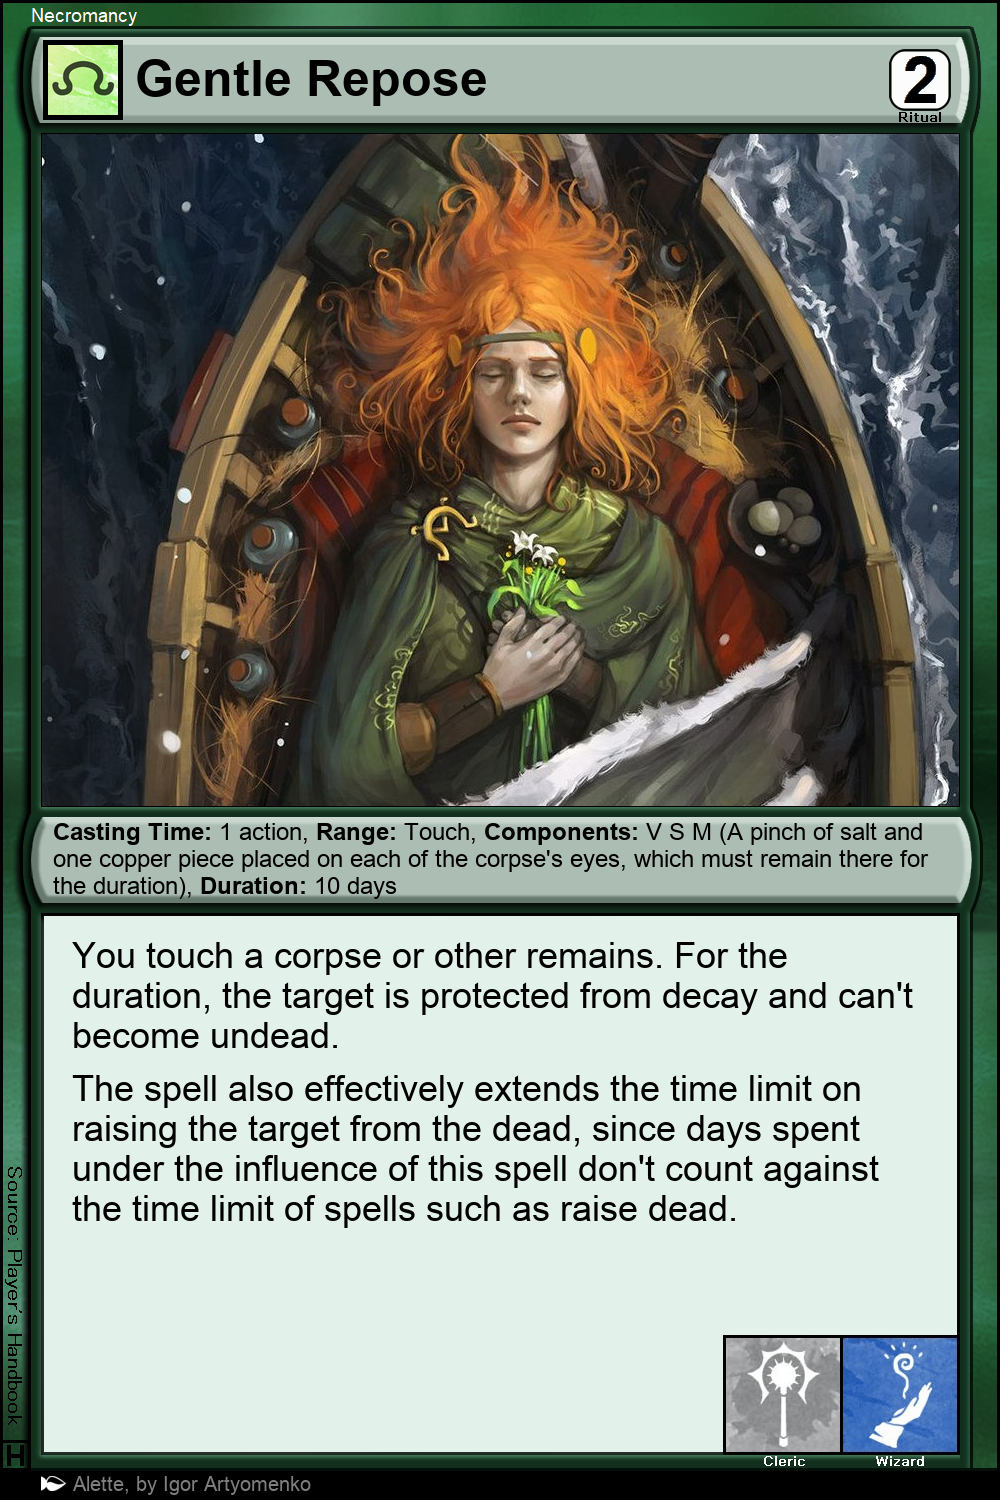 Necromancy
Gentle Repose
2
Ritual
Casting Time: 1 action, Range: Touch, Components: V S M (A pinch of salt and
one copper piece placed on each of the corpse's eyes, which must remain there for
the duration), Duration: 10 days
You touch a corpse or other remains. For the
duration, the target is protected from decay and can't
become undead.
The spell also effectively extends the time limit on
raising the target from the dead, since days spent
under the influence of this spell don't count against
the time limit of spells such as raise dead.
Source: Player's Handbook
H
Cleric
Wizard
Alette, by Igor Artyomenko